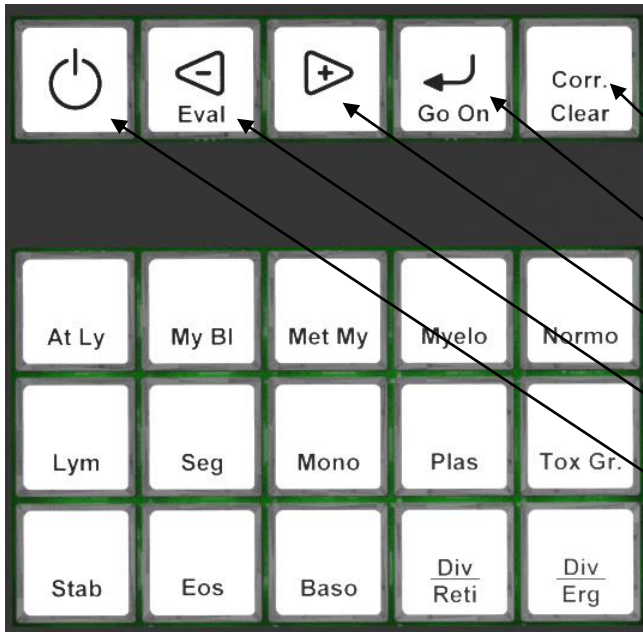 -
+
Eval
Go On
Corr.
Clear
At Ly
My Bl
Met My
Myelo
Normo
Lym
Seg
Mono
Plas
Tox Gr.
Stab
Eos
Baso
Div
Reti
Div
Erg